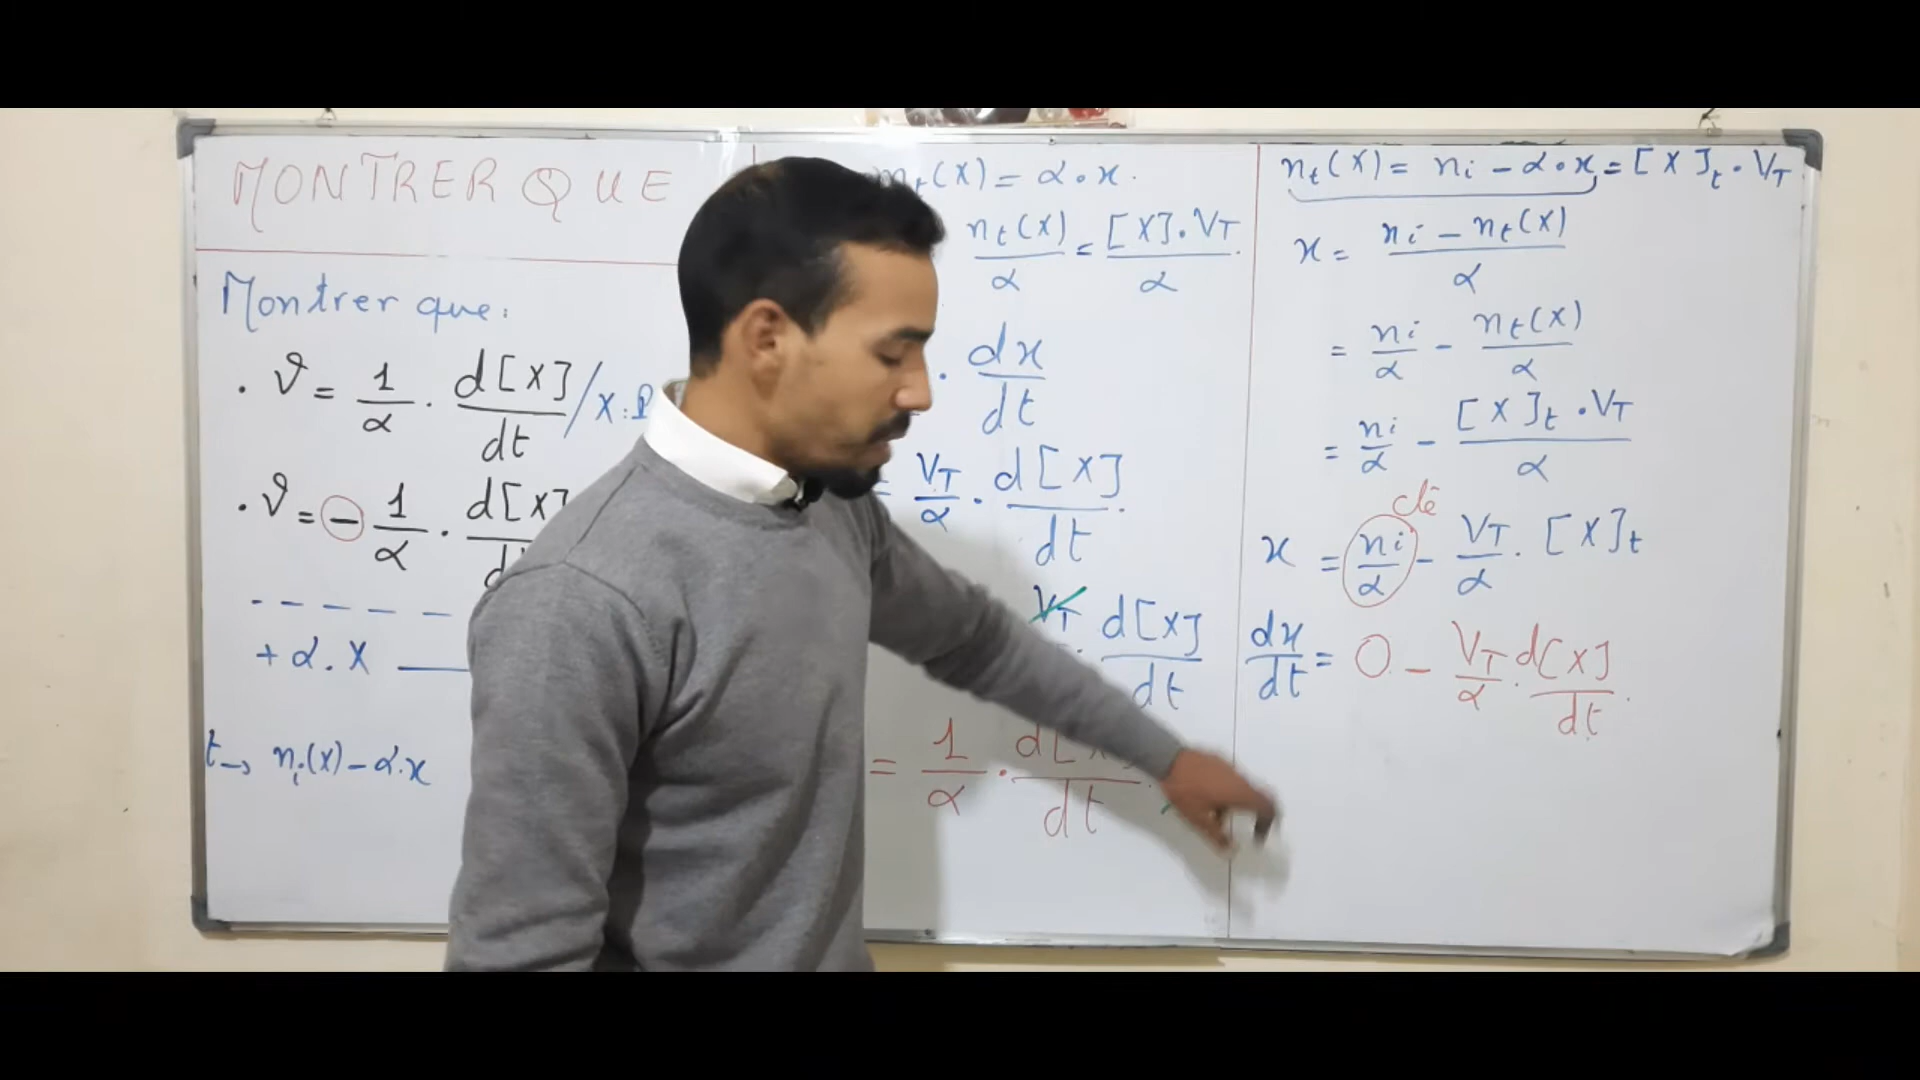 MONTRER QUE
Montrer que:
• ϑ = 1/α . d[X]/dt / X: P
• ϑ = - 1/α . d[X]
- - - - -
+ α . X ——
t → ni(X) - α.x
nt(X) = α.x.
nt(X)/α = [X].VT/α
. dx/dt
= VT/α . d[X]/dt .
VT . d[X]/dt
= 1/α . d[X]/dt
nt(X) = ni - α.x = [X]t . VT
x = ni - nt(X)/α
= ni/α - nt(X)/α
= ni/α - [X]t . VT/α
clé
x = ni/α - VT/α . [X]t
dx/dt = 0 - VT/α . d[X]/dt .